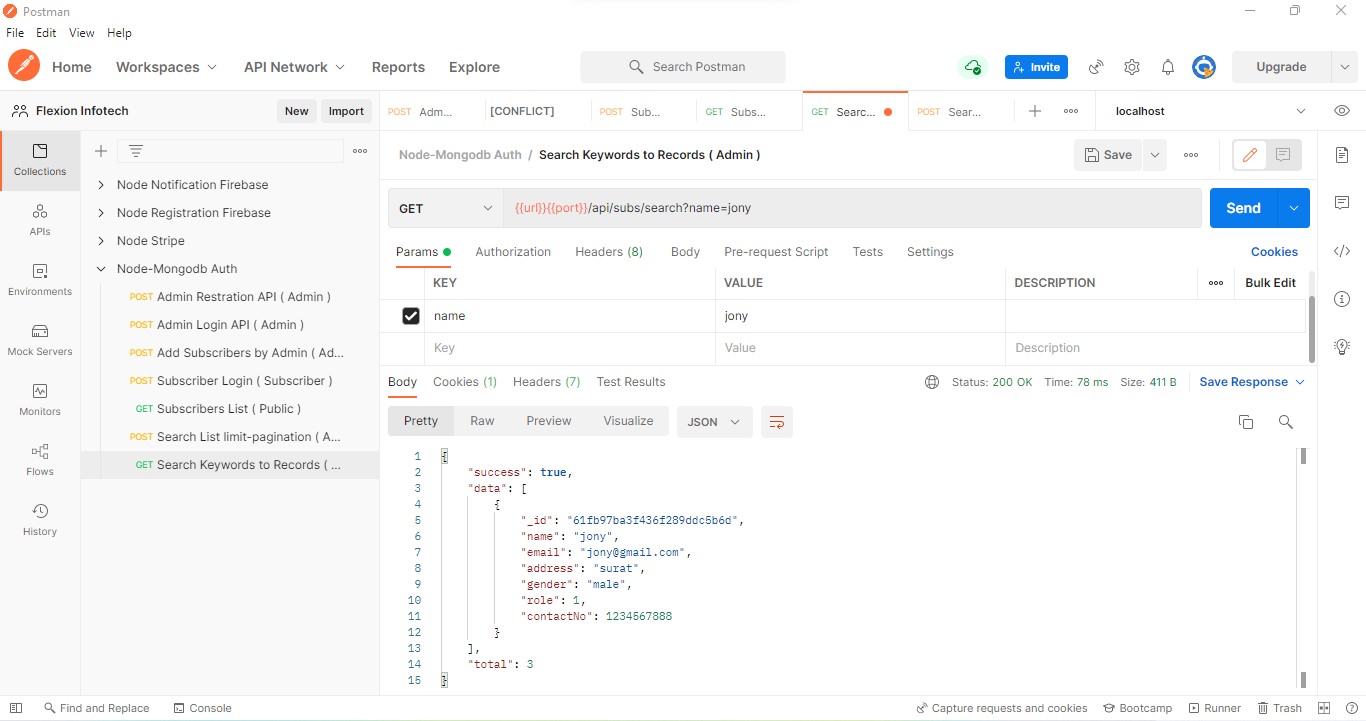 Postman
File Edit View Help
Home Workspaces API Network Reports Explore Search Postman Invite Upgrade
Flexion Infotech New Import
POST Adm... [CONFLICT] POST Sub... GET Subs... GET Searc... POST Sear... localhost
Collections
APIs
Environments
Mock Servers
Monitors
Flows
History
Node Notification Firebase
Node Registration Firebase
Node Stripe
Node-Mongodb Auth
POST Admin Restration API ( Admin )
POST Admin Login API ( Admin )
POST Add Subscribers by Admin ( Ad...
POST Subscriber Login ( Subscriber )
GET Subscribers List ( Public )
POST Search List limit-pagination ( A...
GET Search Keywords to Records ( ...
Node-Mongodb Auth / Search Keywords to Records ( Admin ) Save
GET {{url}}{{port}}/api/subs/search?name=jony Send
Params Authorization Headers (8) Body Pre-request Script Tests Settings Cookies
KEY VALUE DESCRIPTION Bulk Edit
name jony
Key Value Description
Body Cookies (1) Headers (7) Test Results Status: 200 OK Time: 78 ms Size: 411 B Save Response
Pretty Raw Preview Visualize JSON
1 {
2 "success": true,
3 "data": [
4 {
5 "_id": "61fb97ba3f436f289ddc5b6d",
6 "name": "jony",
7 "email": "jony@gmail.com",
8 "address": "surat",
9 "gender": "male",
10 "role": 1,
11 "contactNo": 1234567888
12 }
13 ],
14 "total": 3
15 }
Find and Replace Console Capture requests and cookies Bootcamp Runner Trash